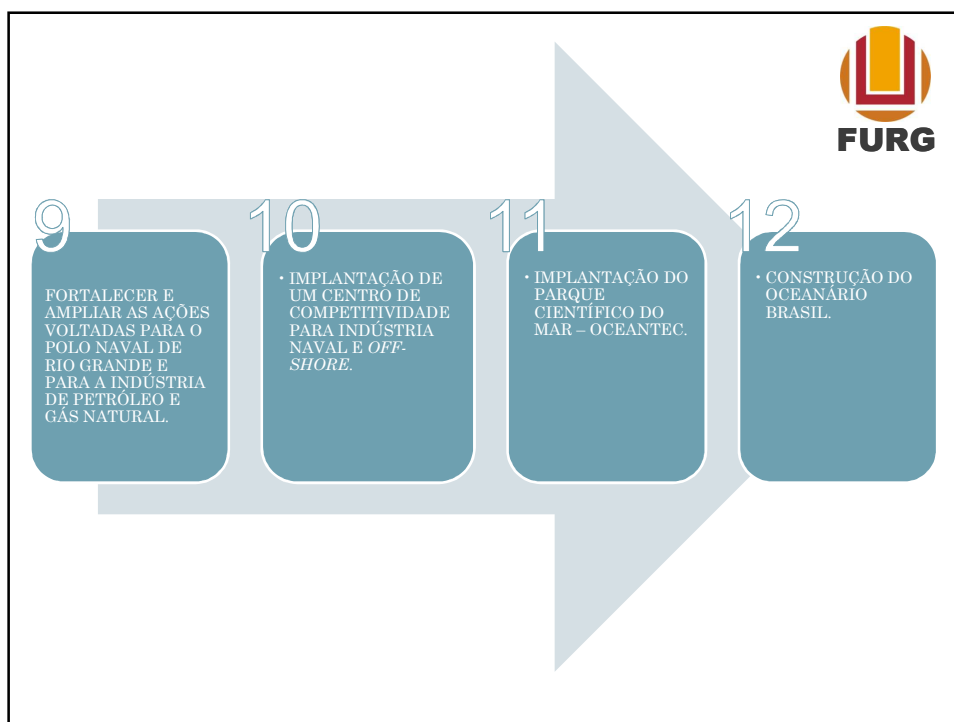 FURG
9
FORTALECER E
AMPLIAR AS AÇÕES
VOLTADAS PARA O
POLO NAVAL DE
RIO GRANDE E
PARA A INDÚSTRIA
DE PETRÓLEO E
GÁS NATURAL.
10
• IMPLANTAÇÃO DE
UM CENTRO DE
COMPETITIVIDADE
PARA INDÚSTRIA
NAVAL E OFF-
SHORE.
11
• IMPLANTAÇÃO DO
PARQUE
CIENTÍFICO DO
MAR – OCEANTEC.
12
• CONSTRUÇÃO DO
OCEANÁRIO
BRASIL.